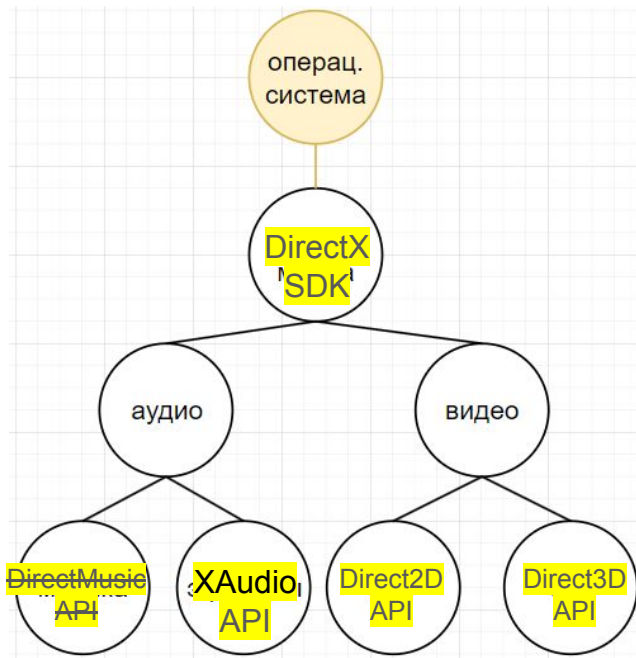 операц.
система
DirectX
SDK
аудио
видео
DirectMusic
API
XAudio
API
Direct2D
API
Direct3D
API